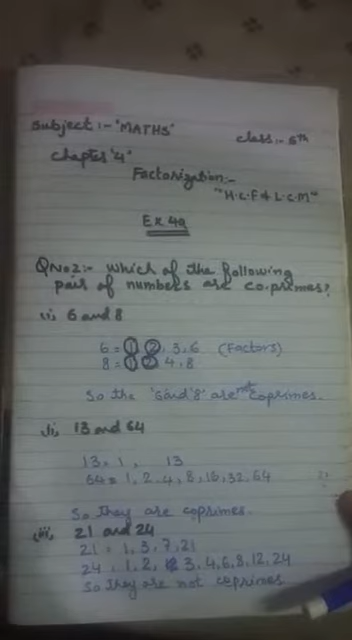 Subject :- "MATHS"
class:- 6th
Chapter "4"
Factorization:-
"H.C.F & L.C.M"
Ex 4a
Q No 2:- which of the following
pair of numbers are co.primes?
(i) 6 and 8
6 = 1, 2, 3, 6 (Factors)
8 = 1, 2 4, 8
So the '6and'8' are not coprimes.
(ii) 13 and 64
13 = 1, 13
64 = 1, 2, 4, 8, 16, 32, 64
So they are coprimes.
(iii) 21 and 24
21 = 1, 3, 7, 21
24 = 1, 2, 3, 4, 6, 8, 12, 24
So they are not coprimes